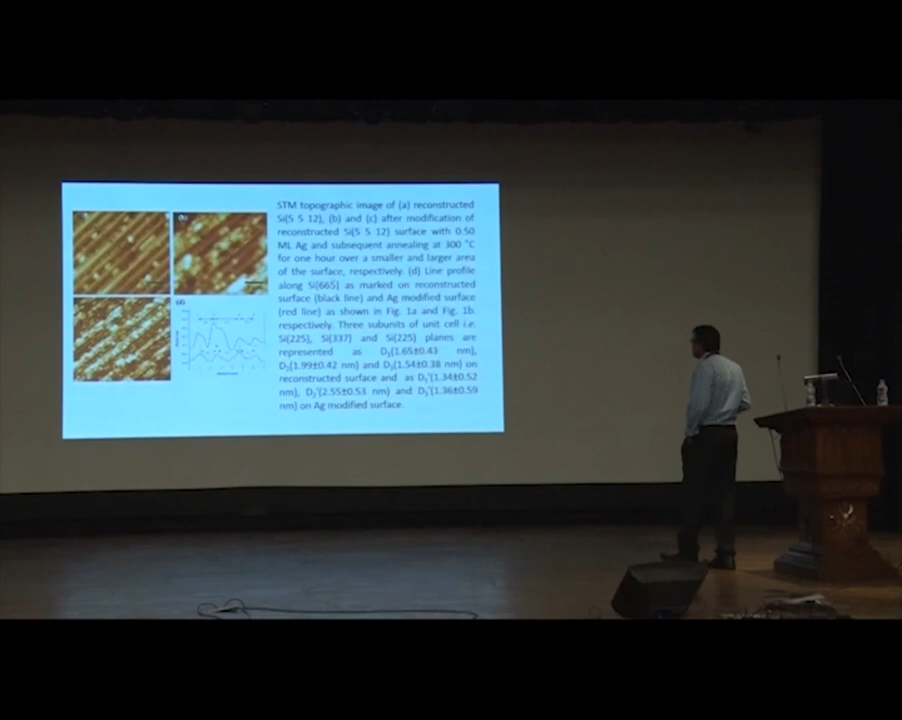 STM topographic image of (a) reconstructed
Si(5 5 12), (b) and (c) after modification of
reconstructed Si(5 5 12) surface with 0.50
ML Ag and subsequent annealing at 300 °C
for one hour over a smaller and larger area
of the surface, respectively. (d) Line profile
along Si[665] as marked on reconstructed
surface (black line) and Ag modified surface
(red line) as shown in Fig. 1a and Fig. 1b.
respectively. Three subunits of unit cell i.e.
Si(225), Si(337) and Si(225) planes are
represented as D₁(1.65±0.43 nm),
D₂(1.99±0.42 nm) and D₃(1.54±0.38 nm) on
reconstructed surface and as D₁'(1.34±0.52
nm), D₂'(2.55±0.53 nm) and D₃'(1.36±0.59
nm) on Ag modified surface.
(b)
(d)